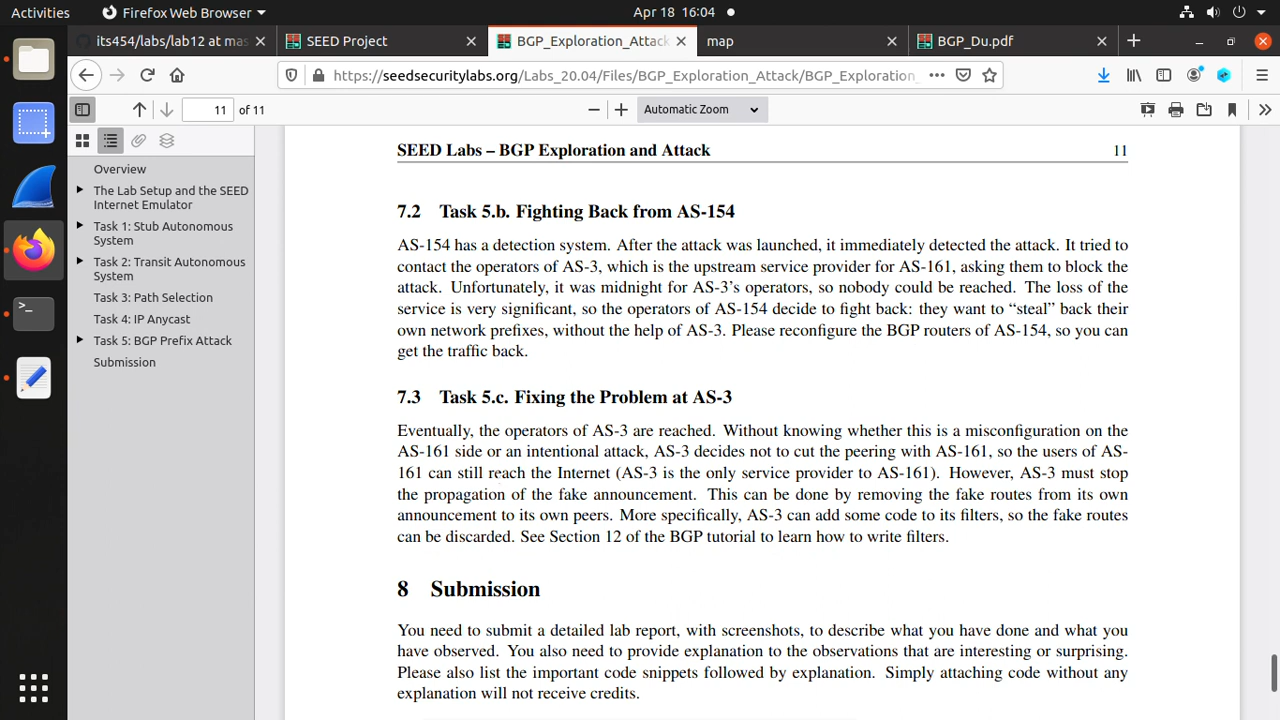 Activities
Firefox Web Browser
Apr 18 16:04
its454/labs/lab12 at mas
SEED Project
BGP_Exploration_Attack
map
BGP_Du.pdf
https://seedsecuritylabs.org/Labs_20.04/Files/BGP_Exploration_Attack/BGP_Exploration_
11 of 11
Automatic Zoom
Overview
The Lab Setup and the SEED
Internet Emulator
Task 1: Stub Autonomous
System
Task 2: Transit Autonomous
System
Task 3: Path Selection
Task 4: IP Anycast
Task 5: BGP Prefix Attack
Submission
SEED Labs – BGP Exploration and Attack 11
7.2 Task 5.b. Fighting Back from AS-154
AS-154 has a detection system. After the attack was launched, it immediately detected the attack. It tried to
contact the operators of AS-3, which is the upstream service provider for AS-161, asking them to block the
attack. Unfortunately, it was midnight for AS-3's operators, so nobody could be reached. The loss of the
service is very significant, so the operators of AS-154 decide to fight back: they want to “steal” back their
own network prefixes, without the help of AS-3. Please reconfigure the BGP routers of AS-154, so you can
get the traffic back.
7.3 Task 5.c. Fixing the Problem at AS-3
Eventually, the operators of AS-3 are reached. Without knowing whether this is a misconfiguration on the
AS-161 side or an intentional attack, AS-3 decides not to cut the peering with AS-161, so the users of AS-
161 can still reach the Internet (AS-3 is the only service provider to AS-161). However, AS-3 must stop
the propagation of the fake announcement. This can be done by removing the fake routes from its own
announcement to its own peers. More specifically, AS-3 can add some code to its filters, so the fake routes
can be discarded. See Section 12 of the BGP tutorial to learn how to write filters.
8 Submission
You need to submit a detailed lab report, with screenshots, to describe what you have done and what you
have observed. You also need to provide explanation to the observations that are interesting or surprising.
Please also list the important code snippets followed by explanation. Simply attaching code without any
explanation will not receive credits.